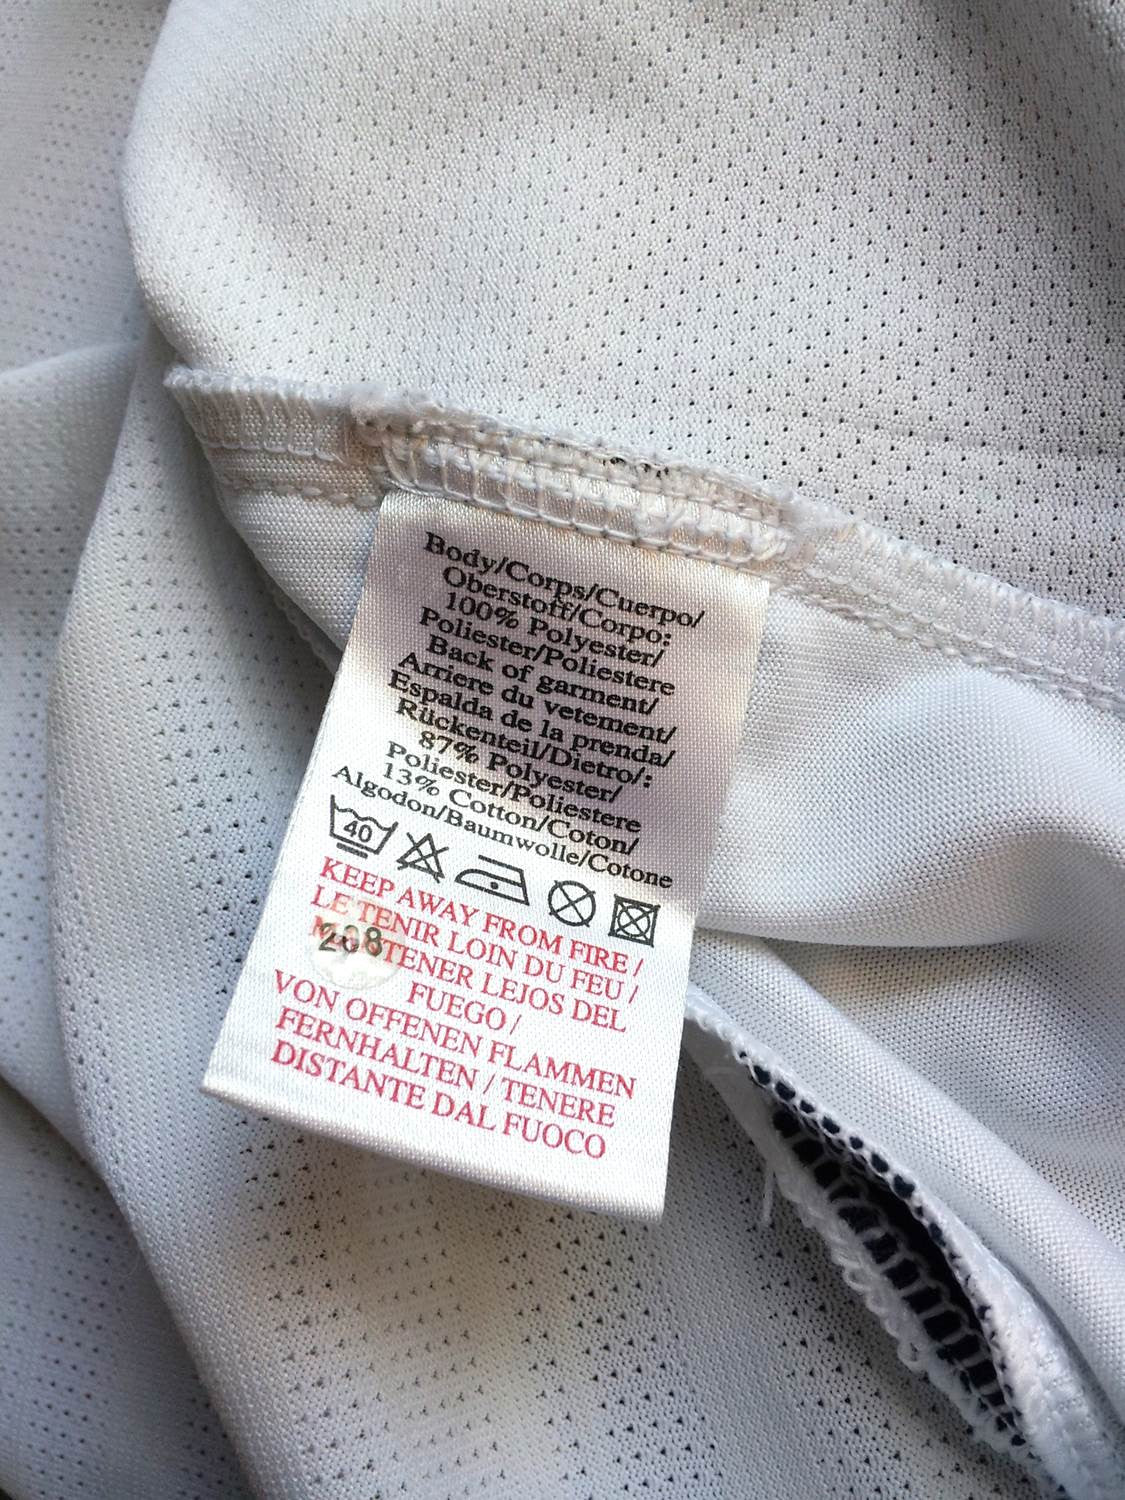 Body/Corps/Cuerpo/
Oberstoff/Corpo:
100% Polyester/
Poliester/Poliestere
Back of garment/
Arriere du vetement/
Espalda de la prenda/
Rückenteil/Dietro/:
87% Polyester/
Poliester/Poliestere
13% Cotton/Coton/
Algodon/Baumwolle/Cotone
40
KEEP AWAY FROM FIRE /
LE TENIR LOIN DU FEU /
MANTENER LEJOS DEL
208
FUEGO /
VON OFFENEN FLAMMEN
FERNHALTEN / TENERE
DISTANTE DAL FUOCO